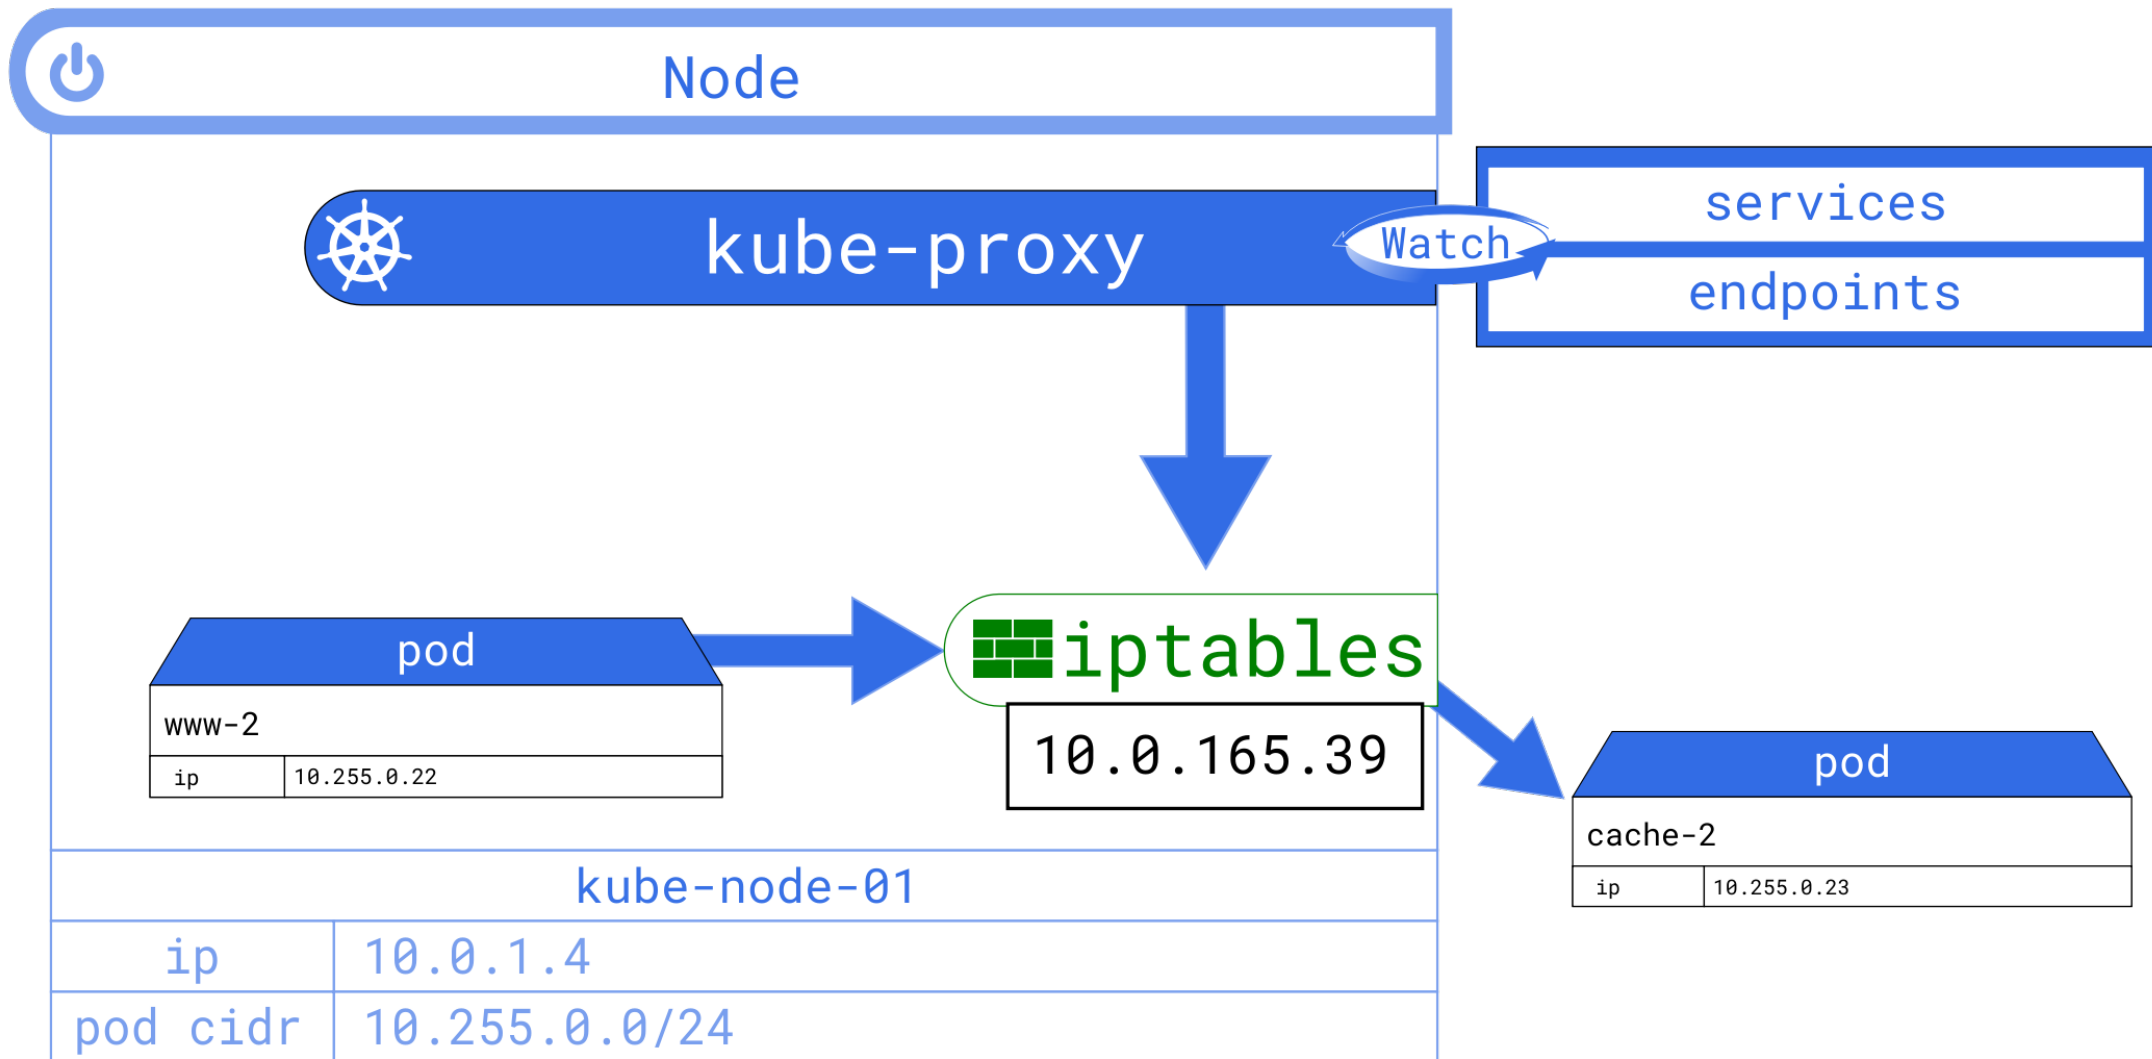 Node
kube-proxy
Watch
services
endpoints
iptables
10.0.165.39
pod
www-2
ip 10.255.0.22
pod
cache-2
ip 10.255.0.23
kube-node-01
ip 10.0.1.4
pod cidr 10.255.0.0/24